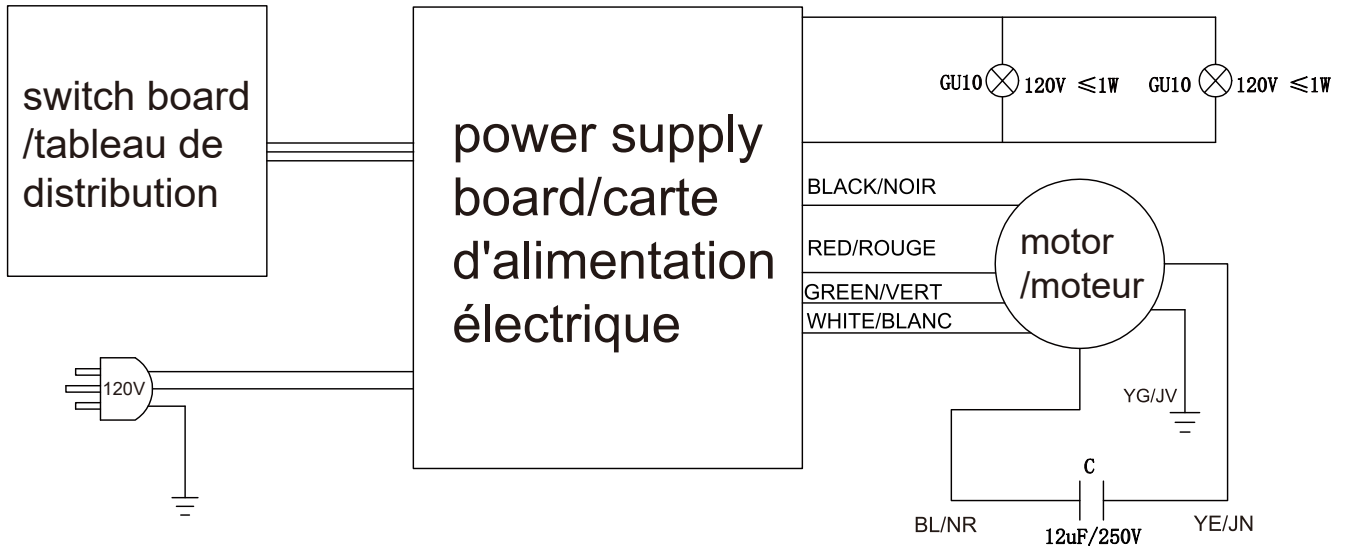 switch board
/tableau de
distribution
power supply
board/carte
d'alimentation
électrique
GU10 120V ≤1W GU10 120V ≤1W
BLACK/NOIR
RED/ROUGE
GREEN/VERT
WHITE/BLANC
motor
/moteur
120V
YG/JV
C
BL/NR
12uF/250V
YE/JN